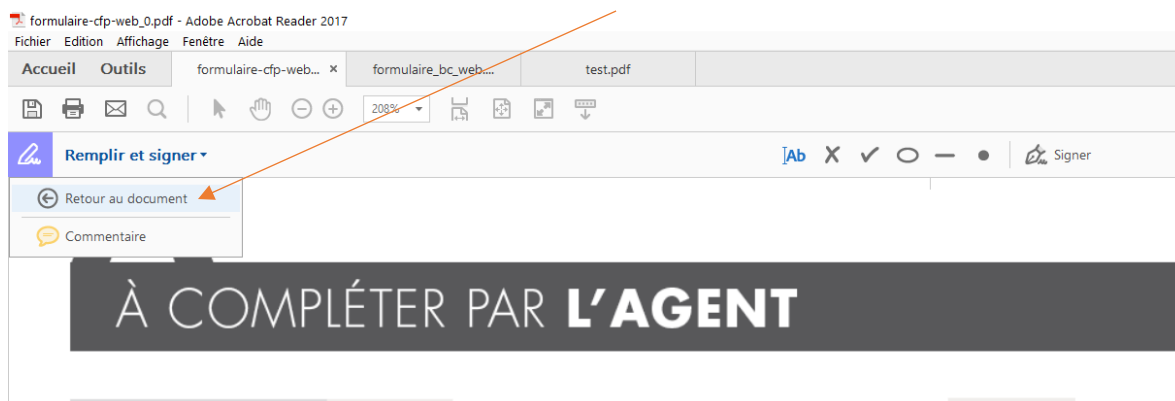 formulaire-cfp-web_0.pdf - Adobe Acrobat Reader 2017
Fichier Edition Affichage Fenêtre Aide
Accueil Outils formulaire-cfp-web... × formulaire_bc_web.... test.pdf
208%
Remplir et signer Ab Signer
Retour au document
Commentaire
À COMPLÉTER PAR L'AGENT